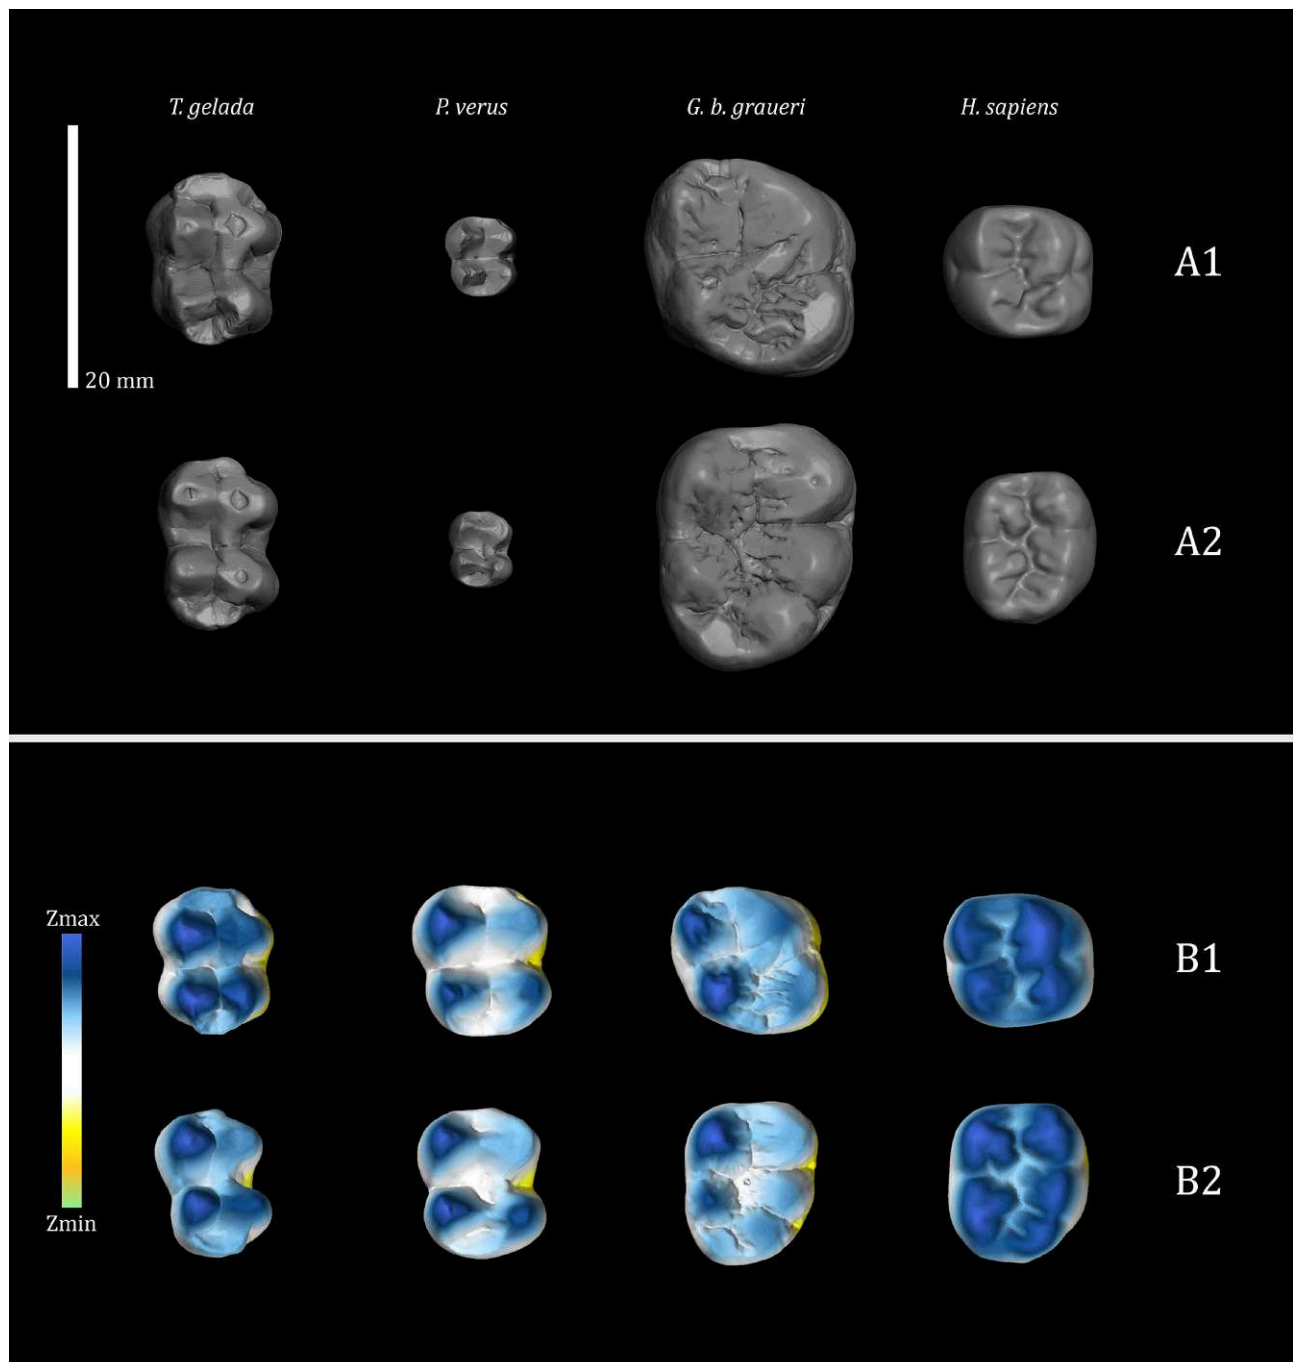 T. gelada
P. verus
G. b. graueri
H. sapiens
A1
20 mm
A2
Zmax
B1
B2
Zmin